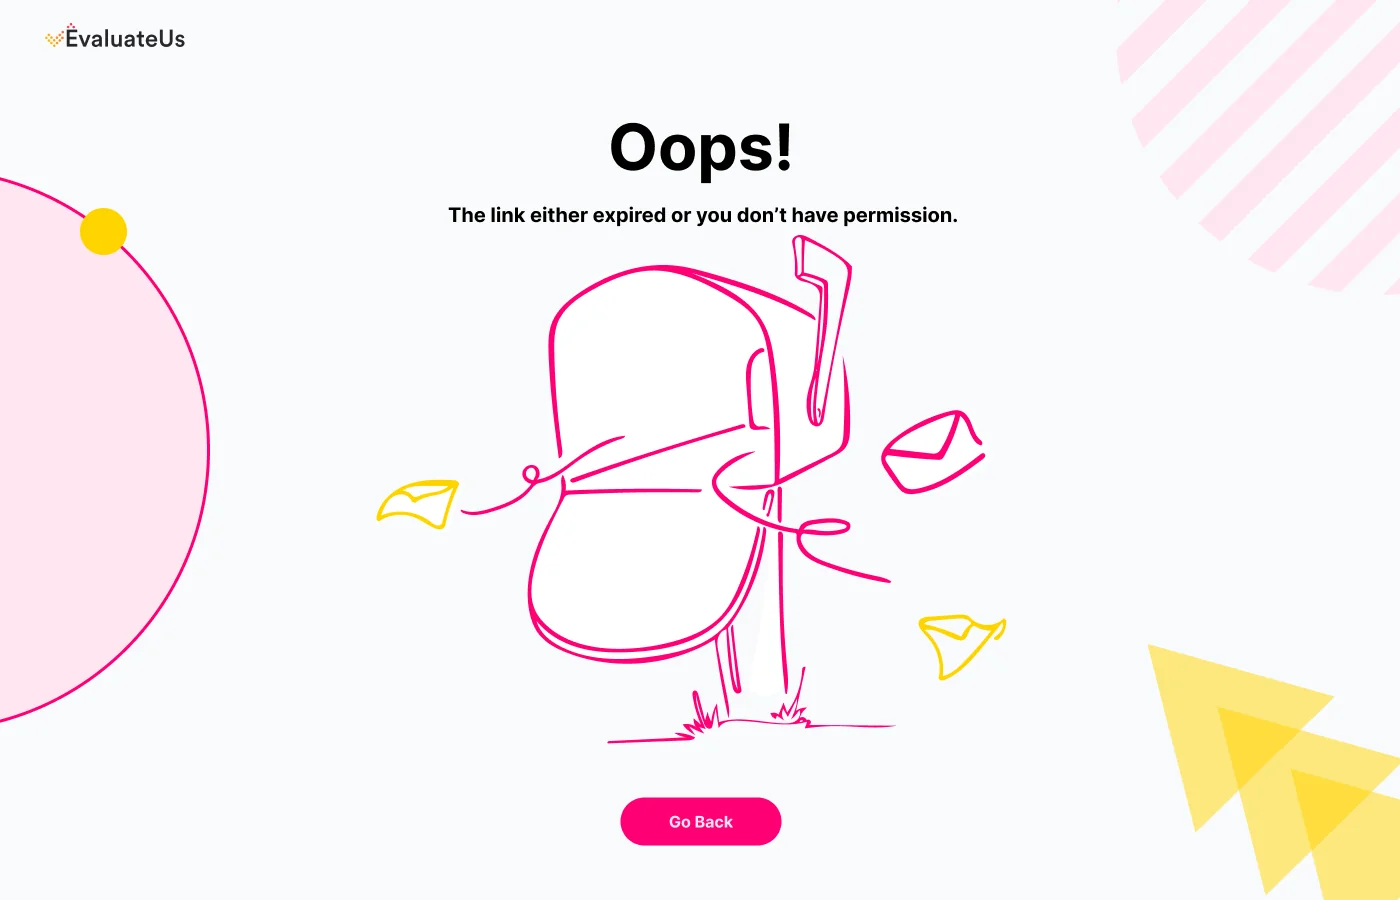 EvaluateUs
Oops!
The link either expired or you don’t have permission.
Go Back